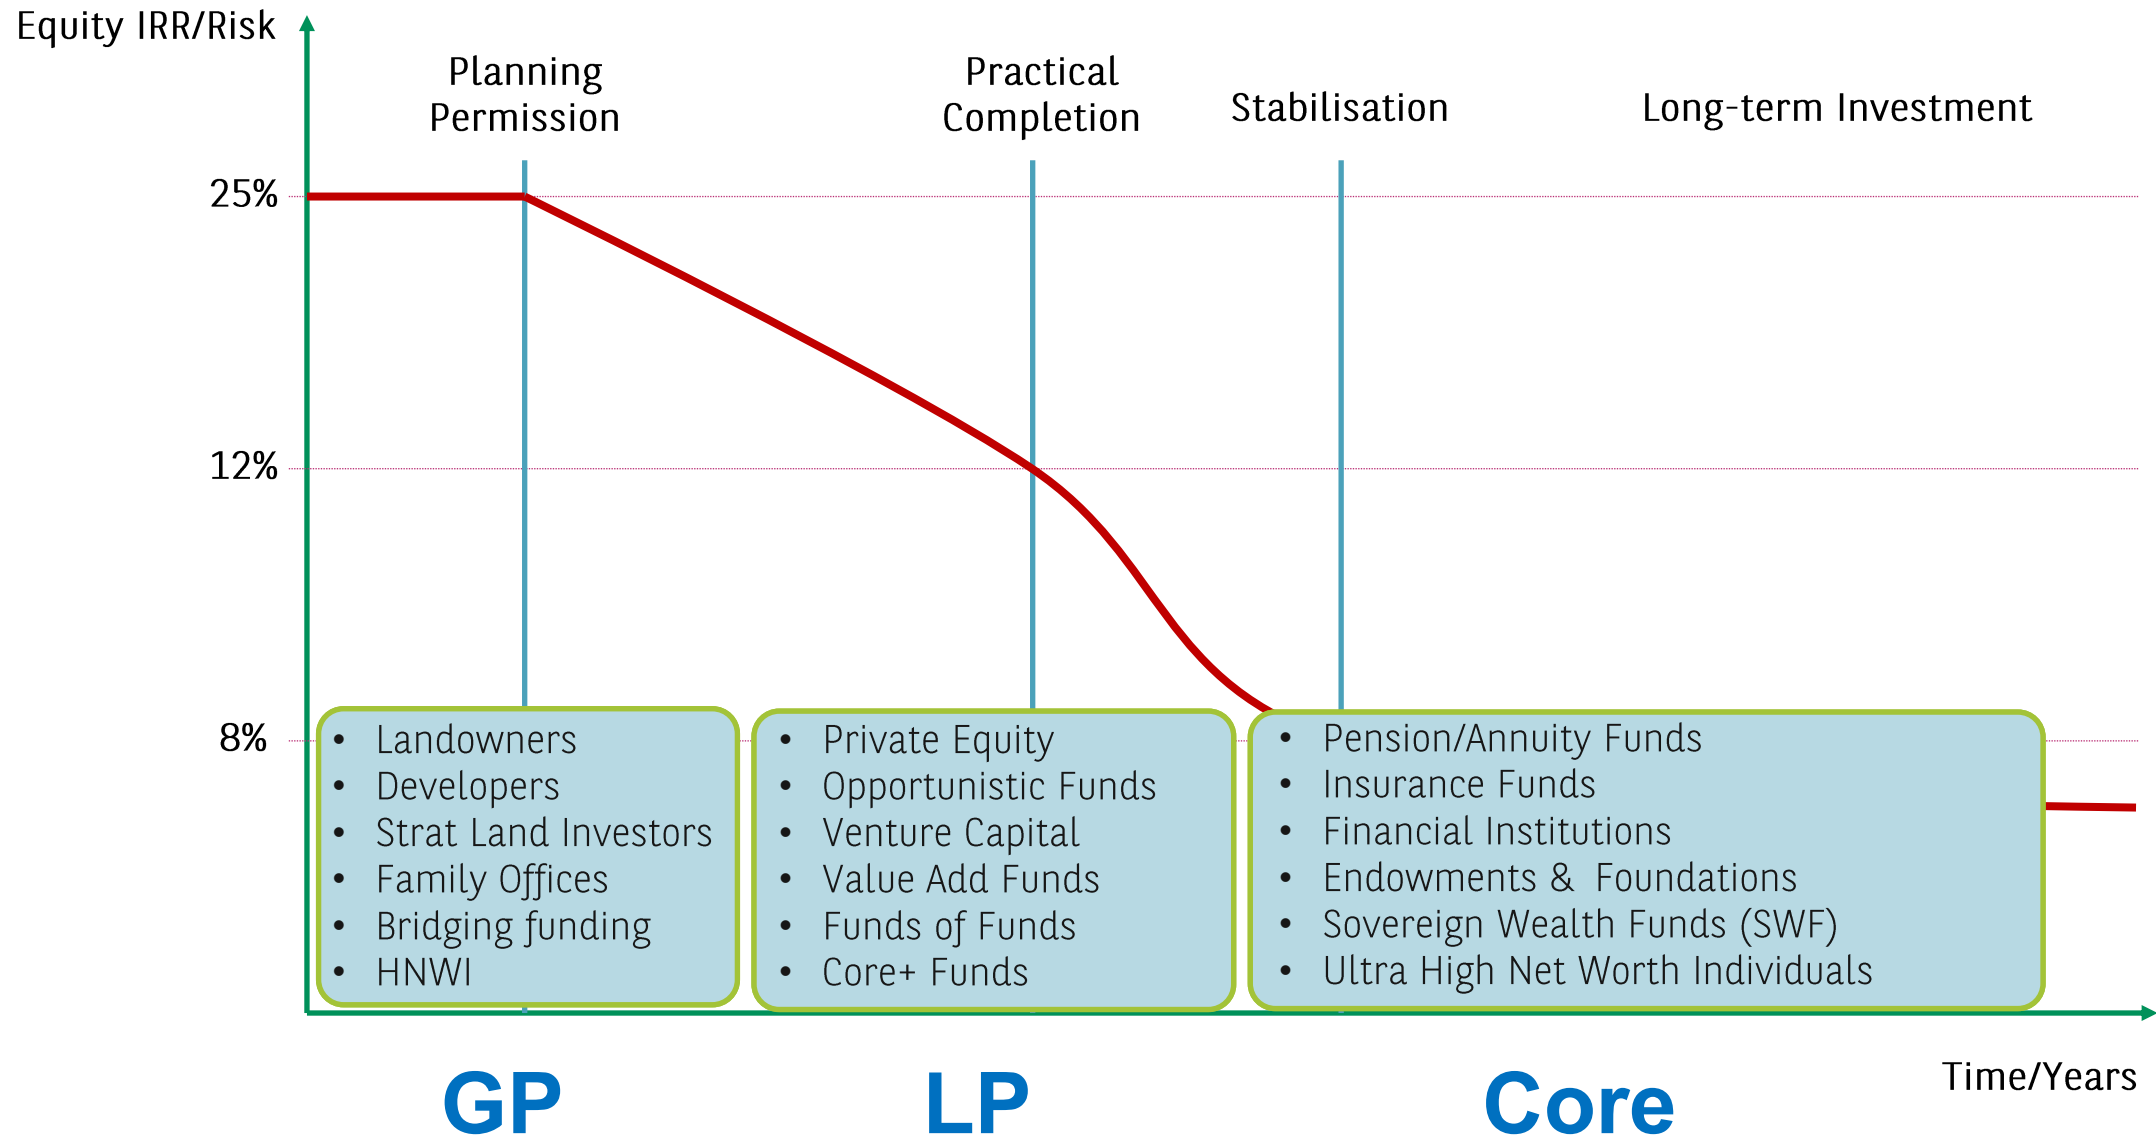 Equity IRR/Risk
Planning
Permission
Practical
Completion
Stabilisation
Long-term Investment
25%
12%
8%
• Landowners
• Developers
• Strat Land Investors
• Family Offices
• Bridging funding
• HNWI
• Private Equity
• Opportunistic Funds
• Venture Capital
• Value Add Funds
• Funds of Funds
• Core+ Funds
• Pension/Annuity Funds
• Insurance Funds
• Financial Institutions
• Endowments & Foundations
• Sovereign Wealth Funds (SWF)
• Ultra High Net Worth Individuals
Time/Years
GP
LP
Core